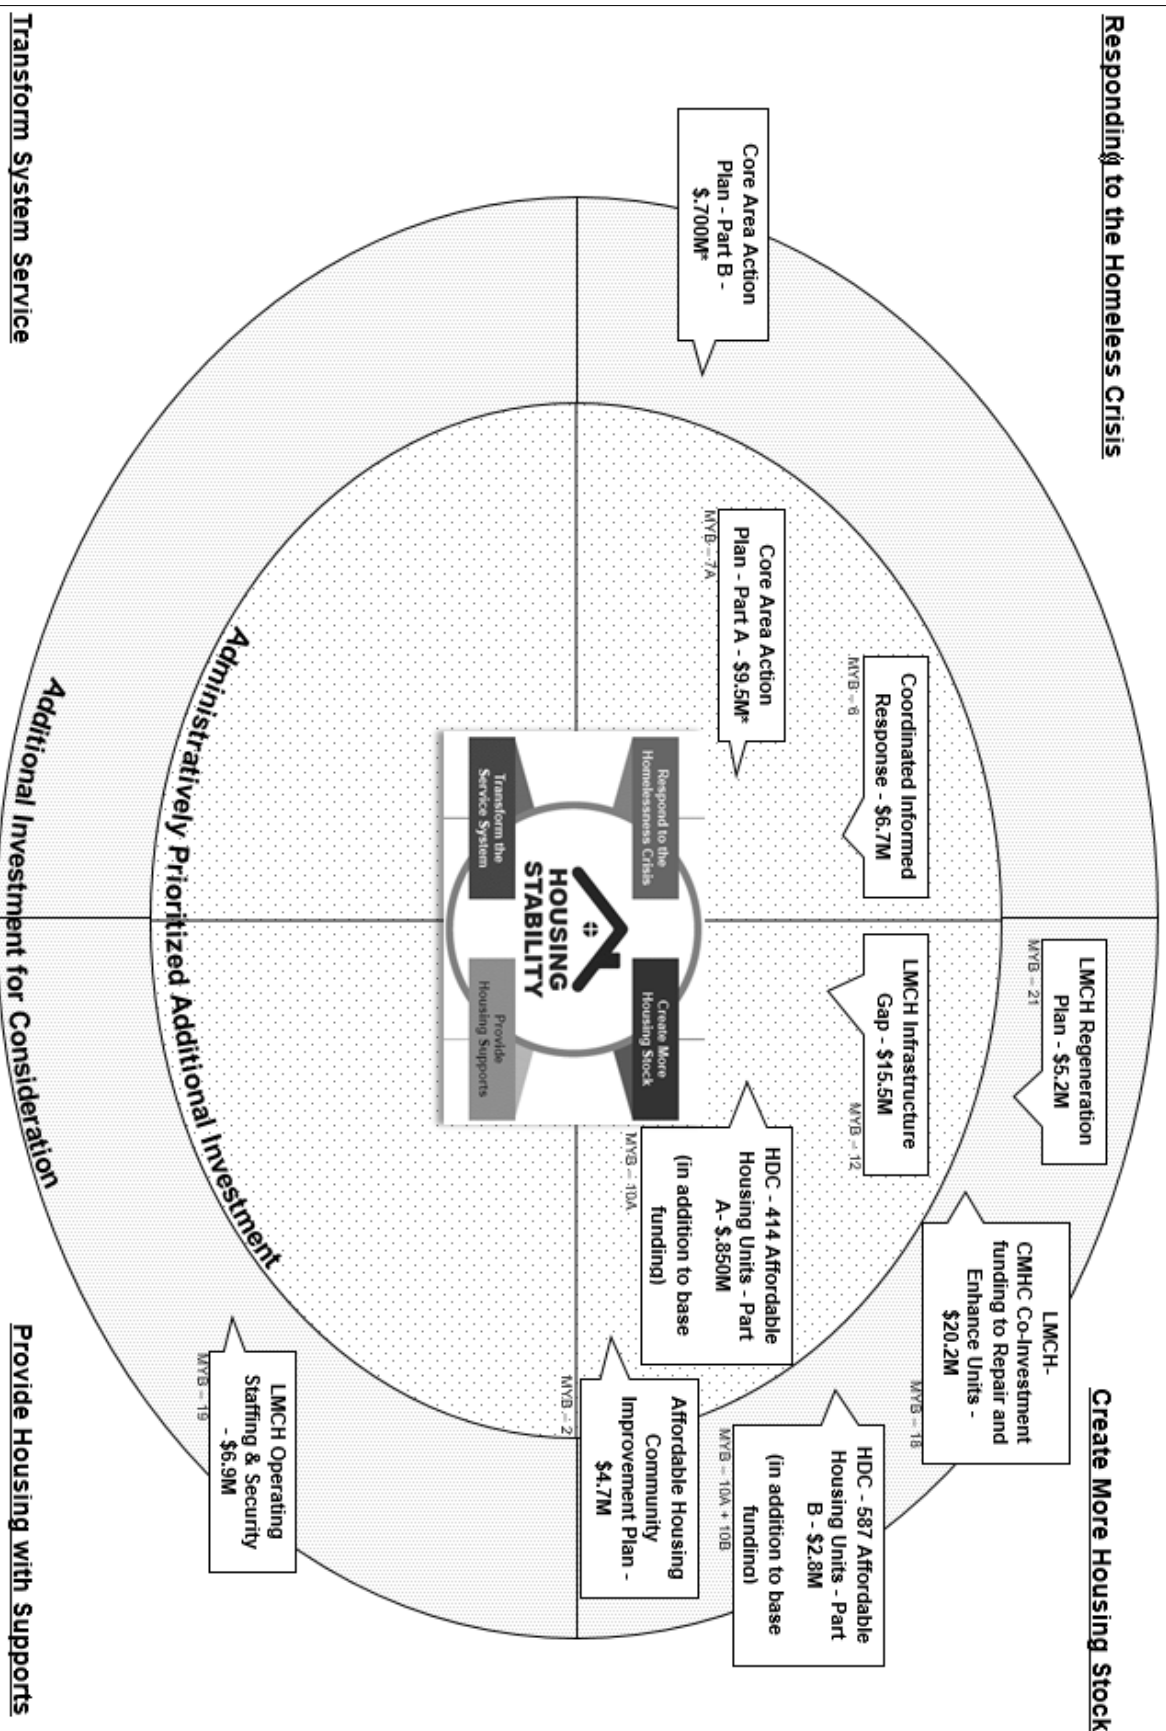 Responding to the Homeless Crisis
Create More Housing Stock
LMCH Regeneration
Plan - $5.2M
MYB – 21
LMCH-
CMHC Co-Investment
funding to Repair and
Enhance Units -
$20.2M
MYB – 18
Coordinated Informed
Response - $6.7M
MYB – 6
LMCH Infrastructure
Gap - $15.5M
MYB – 12
HDC - 587 Affordable
Housing Units - Part
B - $2.8M
(in addition to base
funding)
MYB – 10A + 10B
Core Area Action
Plan - Part B -
$.700M*
Core Area Action
Plan - Part A - $9.5M*
MYB – 7A
HDC - 414 Affordable
Housing Units - Part
A- $.850M
(in addition to base
funding)
MYB – 10A
Affordable Housing
Community
Improvement Plan -
$4.7M
MYB – 2
Respond to the
Homelessness Crisis
Create More
Housing Stock
HOUSING
STABILITY
Transform the
Service System
Provide
Housing Supports
LMCH Operating
Staffing & Security
- $6.9M
MYB – 19
Administratively Prioritized Additional Investment
Additional Investment for Consideration
Transform System Service
Provide Housing with Supports